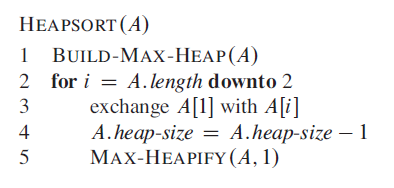 HEAPSORT(A)
1 BUILD-MAX-HEAP(A)
2 for i = A.length downto 2
3 exchange A[1] with A[i]
4 A.heap-size = A.heap-size − 1
5 MAX-HEAPIFY(A, 1)